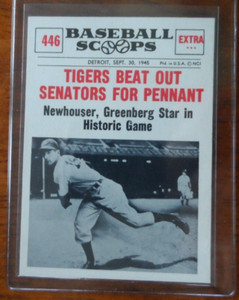 446
BASEBALL
SCOOPS
EXTRA
DETROIT, SEPT. 30, 1945
TIGERS BEAT OUT
SENATORS FOR PENNANT
Newhouser, Greenberg Star in
Historic Game